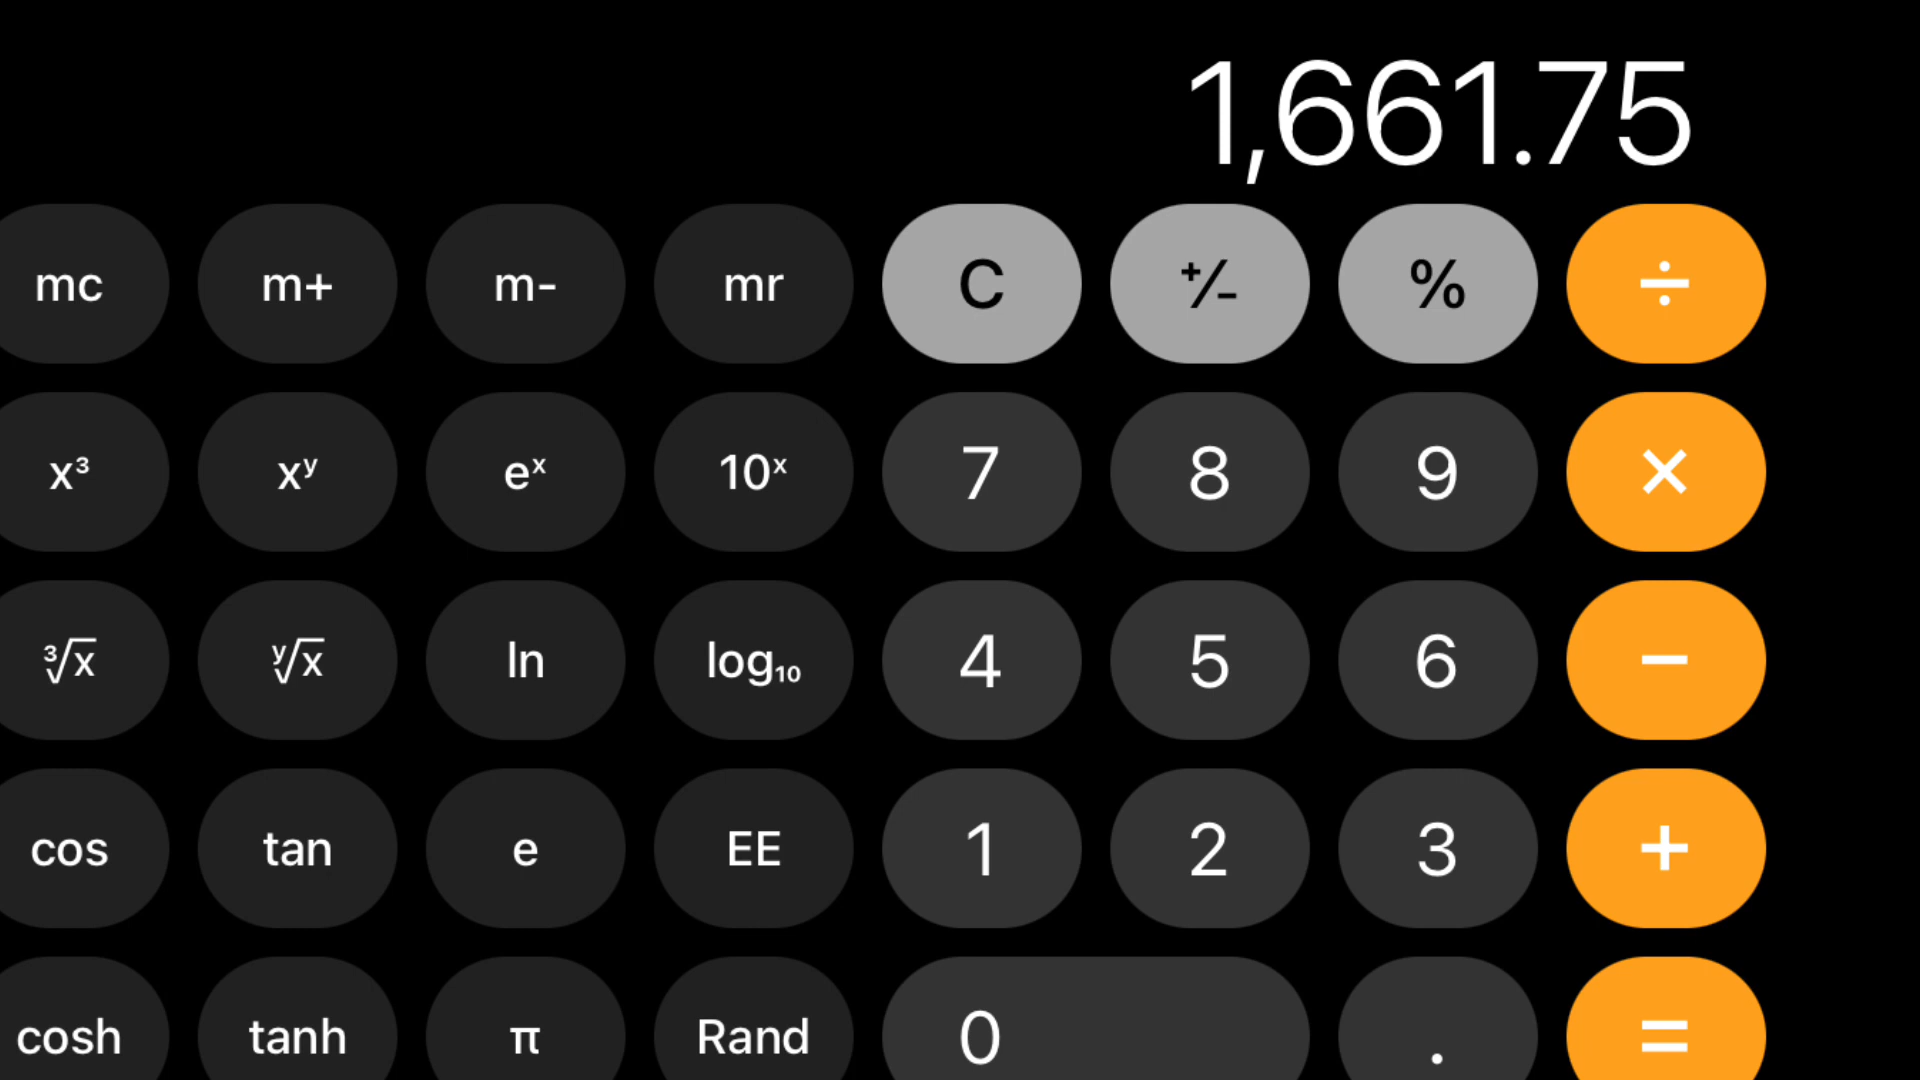 1,661.75
mc m+ m- mr C ⁺⁄₋ % ÷
x³ xʸ eˣ 10ˣ 7 8 9 ×
³√x ʸ√x ln log₁₀ 4 5 6 −
cos tan e EE 1 2 3 +
cosh tanh π Rand 0 . =